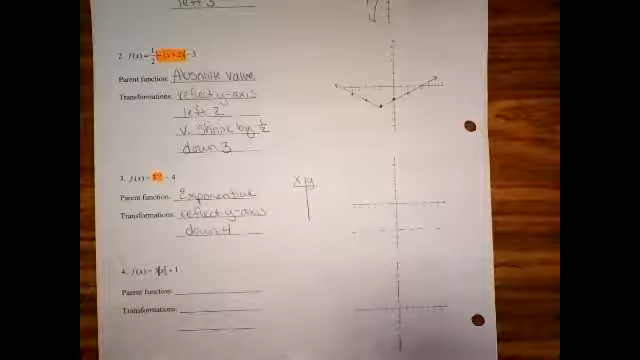 left 3
2. f(x) = 1/2|-(x+2)| - 3
Parent function: Absolute Value
Transformations: reflect y-axis
left 2
v. shrink by 1/2
down 3
3. f(x) = - 4
x | y
Parent function: Exponential
Transformations: reflect y-axis
down 4
4. f(x) = 3|x| + 1
Parent function:
Transformations: